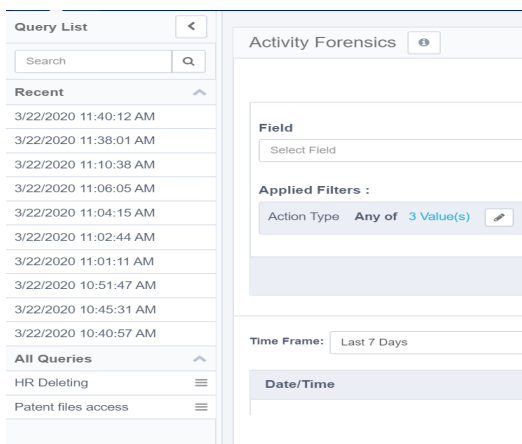 Query List
Search
Recent
3/22/2020 11:40:12 AM
3/22/2020 11:38:01 AM
3/22/2020 11:10:38 AM
3/22/2020 11:06:05 AM
3/22/2020 11:04:15 AM
3/22/2020 11:02:44 AM
3/22/2020 11:01:11 AM
3/22/2020 10:51:47 AM
3/22/2020 10:45:31 AM
3/22/2020 10:40:57 AM
All Queries
HR Deleting
Patent files access
Activity Forensics
Field
Select Field
Applied Filters :
Action Type Any of 3 Value(s)
Time Frame: Last 7 Days
Date/Time